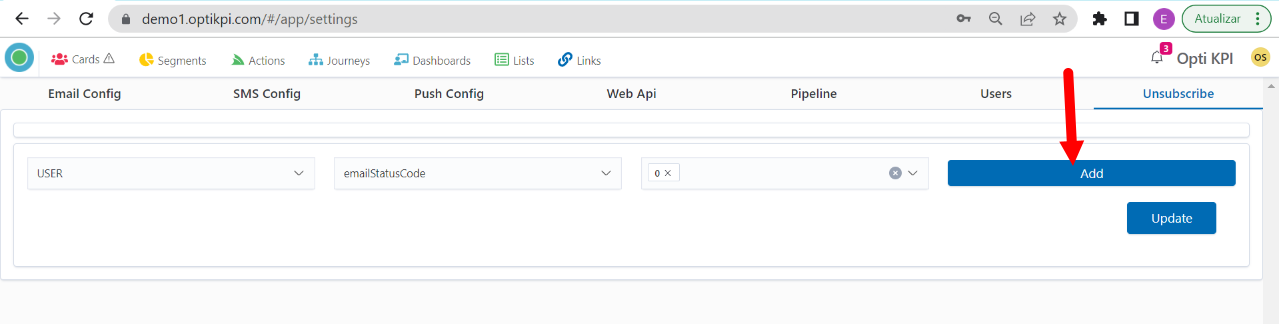 demo1.optikpi.com/#/app/settings E Atualizar
Cards Segments Actions Journeys Dashboards Lists Links 3 Opti KPI OS
Email Config SMS Config Push Config Web Api Pipeline Users Unsubscribe
USER emailStatusCode 0 Add
Update